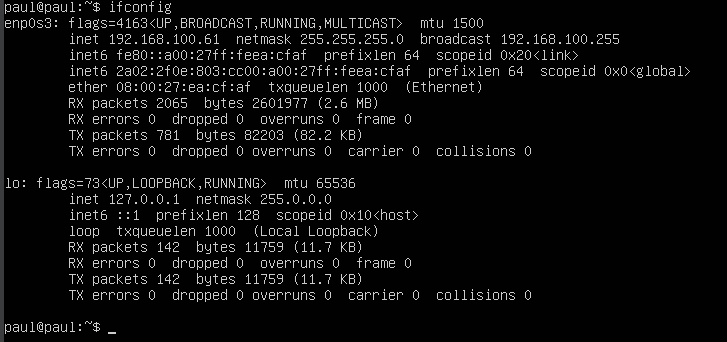 paul@paul:~$ ifconfig
enp0s3: flags=4163<UP,BROADCAST,RUNNING,MULTICAST>  mtu 1500
        inet 192.168.100.61  netmask 255.255.255.0  broadcast 192.168.100.255
        inet6 fe80::a00:27ff:feea:cfaf  prefixlen 64  scopeid 0x20<link>
        inet6 2a02:2f0e:803:cc00:a00:27ff:feea:cfaf  prefixlen 64  scopeid 0x0<global>
        ether 08:00:27:ea:cf:af  txqueuelen 1000  (Ethernet)
        RX packets 2065  bytes 2601977 (2.6 MB)
        RX errors 0  dropped 0  overruns 0  frame 0
        TX packets 781  bytes 82203 (82.2 KB)
        TX errors 0  dropped 0 overruns 0  carrier 0  collisions 0

lo: flags=73<UP,LOOPBACK,RUNNING>  mtu 65536
        inet 127.0.0.1  netmask 255.0.0.0
        inet6 ::1  prefixlen 128  scopeid 0x10<host>
        loop  txqueuelen 1000  (Local Loopback)
        RX packets 142  bytes 11759 (11.7 KB)
        RX errors 0  dropped 0  overruns 0  frame 0
        TX packets 142  bytes 11759 (11.7 KB)
        TX errors 0  dropped 0 overruns 0  carrier 0  collisions 0

paul@paul:~$ _